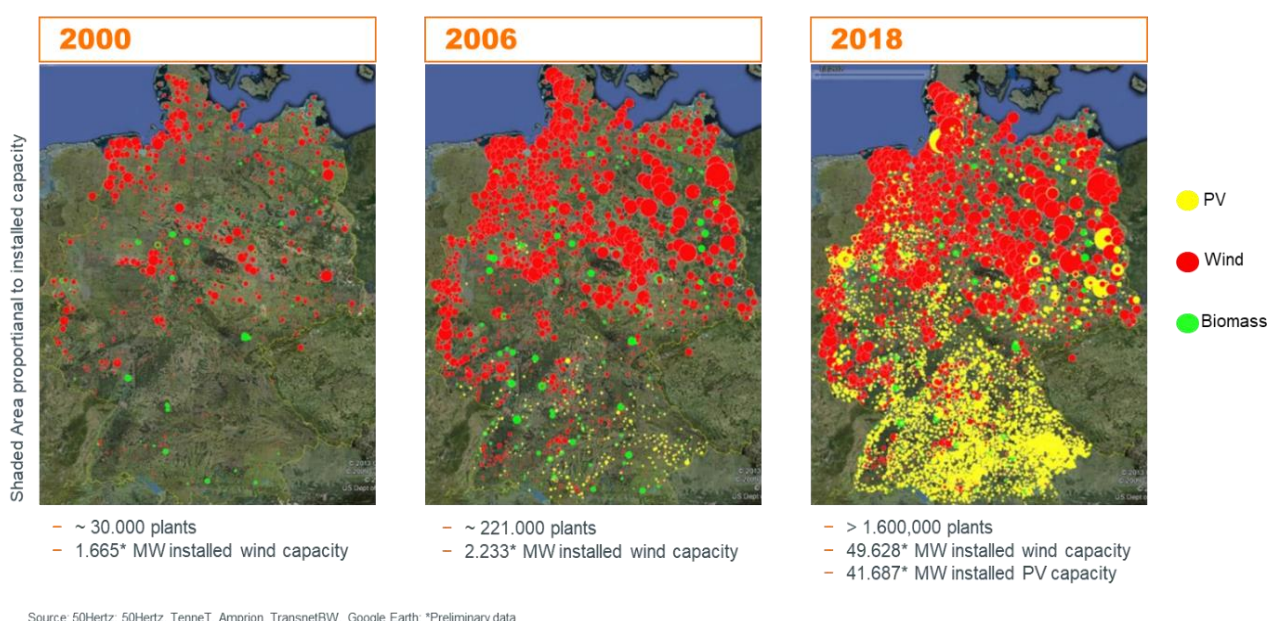 2000
2006
2018
Shaded Area proportional to installed capacity
PV
Wind
Biomass
− ~ 30.000 plants
− 1.665* MW installed wind capacity
− ~ 221.000 plants
− 2.233* MW installed wind capacity
− > 1.600,000 plants
− 49.628* MW installed wind capacity
− 41.687* MW installed PV capacity
Source: 50Hertz; 50Hertz, TenneT, Amprion, TransnetBW, Google Earth; *Preliminary data